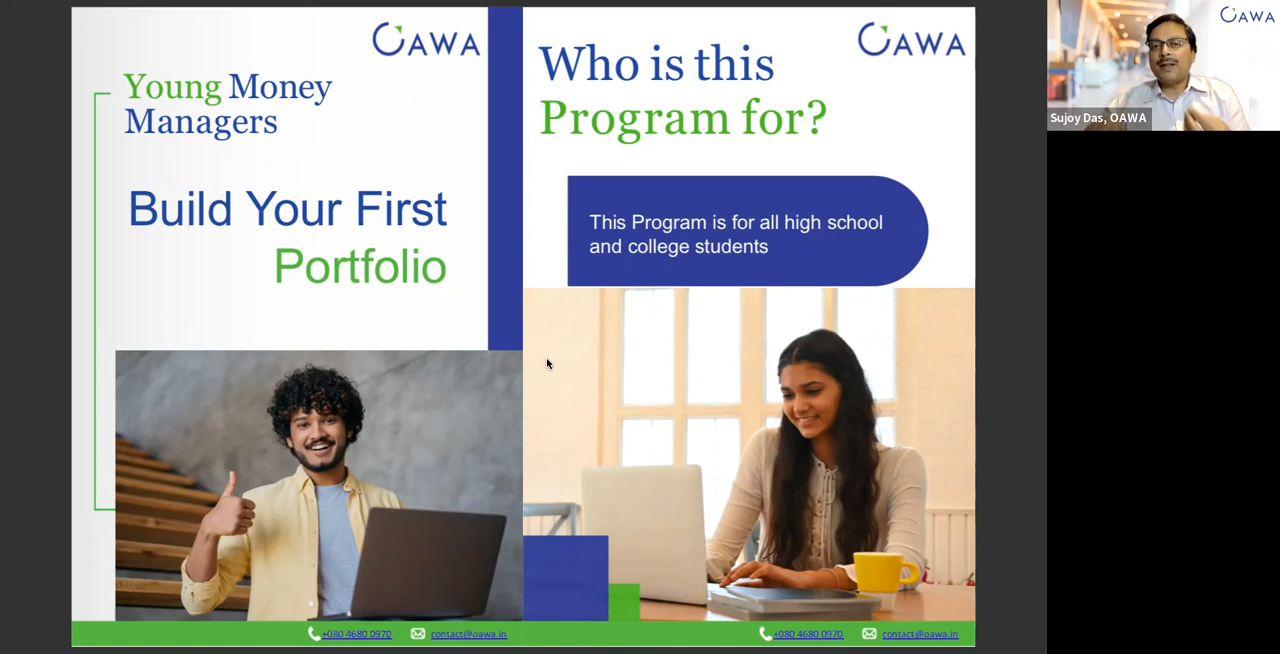 OAWA
Young Money
Managers
Build Your First
Portfolio
+080 4680 0970
contact@oawa.in
OAWA
Who is this
Program for?
This Program is for all high school
and college students
+080 4680 0970
contact@oawa.in
OAWA
Sujoy Das, OAWA